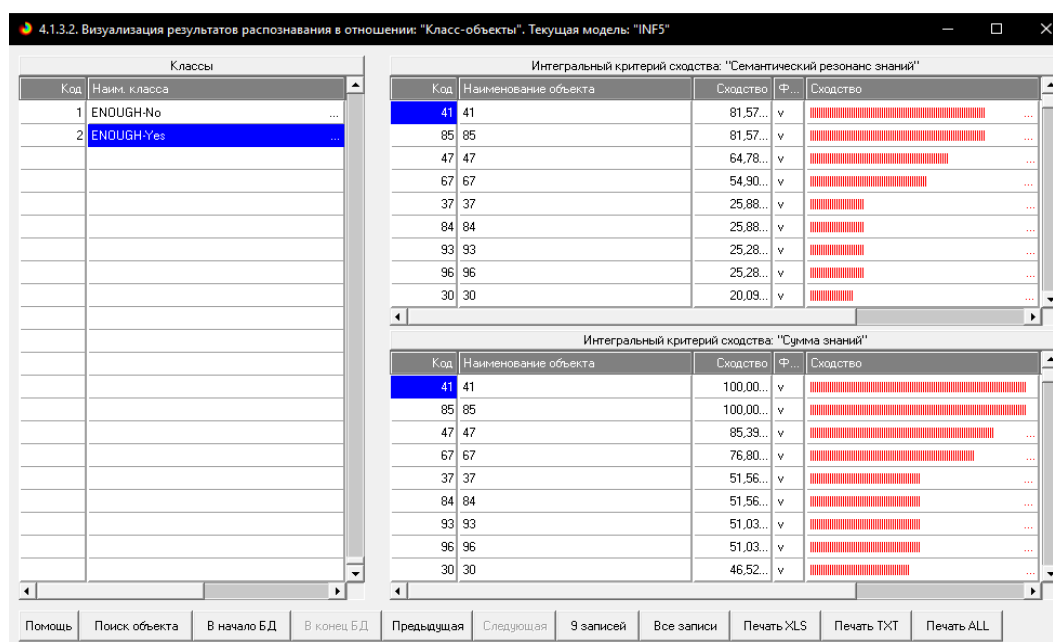 4.1.3.2. Визуализация результатов распознавания в отношении: "Класс-объекты". Текущая модель: "INF5"
Классы
Код Наим. класса
1 ENOUGH-No ...
2 ENOUGH-Yes ...
Интегральный критерий сходства: "Семантический резонанс знаний"
Код Наименование объекта Сходство Ф... Сходство
41 41 81,57... v ...
85 85 81,57... v ...
47 47 64,78... v ...
67 67 54,90... v ...
37 37 25,88... v ...
84 84 25,88... v ...
93 93 25,28... v ...
96 96 25,28... v ...
30 30 20,09... v ...
Интегральный критерий сходства: "Сумма знаний"
Код Наименование объекта Сходство Ф... Сходство
41 41 100,00... v
85 85 100,00... v
47 47 85,39... v ...
67 67 76,80... v ...
37 37 51,56... v ...
84 84 51,56... v ...
93 93 51,03... v ...
96 96 51,03... v ...
30 30 46,52... v ...
Помощь Поиск объекта В начало БД В конец БД Предыдущая Следующая 9 записей Все записи Печать XLS Печать TXT Печать ALL